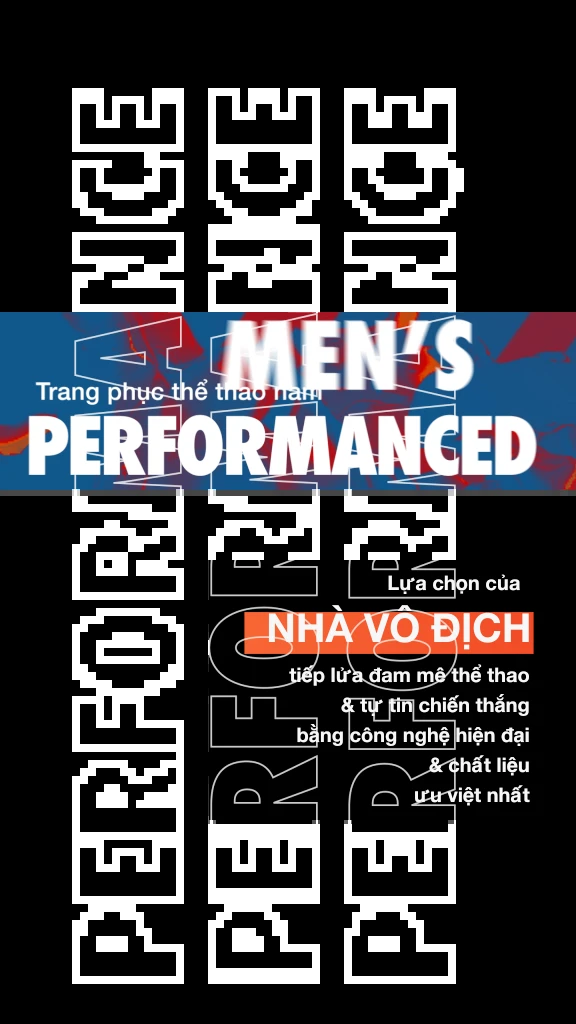 PERFORMANCE
PERFORMANCE
PERFORMANCE
MEN'S
Trang phục thể thao nam
PERFORMANCED
Lựa chọn của
NHÀ VÔ ĐỊCH
tiếp lửa đam mê thể thao
& tự tin chiến thắng
bằng công nghệ hiện đại
& chất liệu
ưu việt nhất